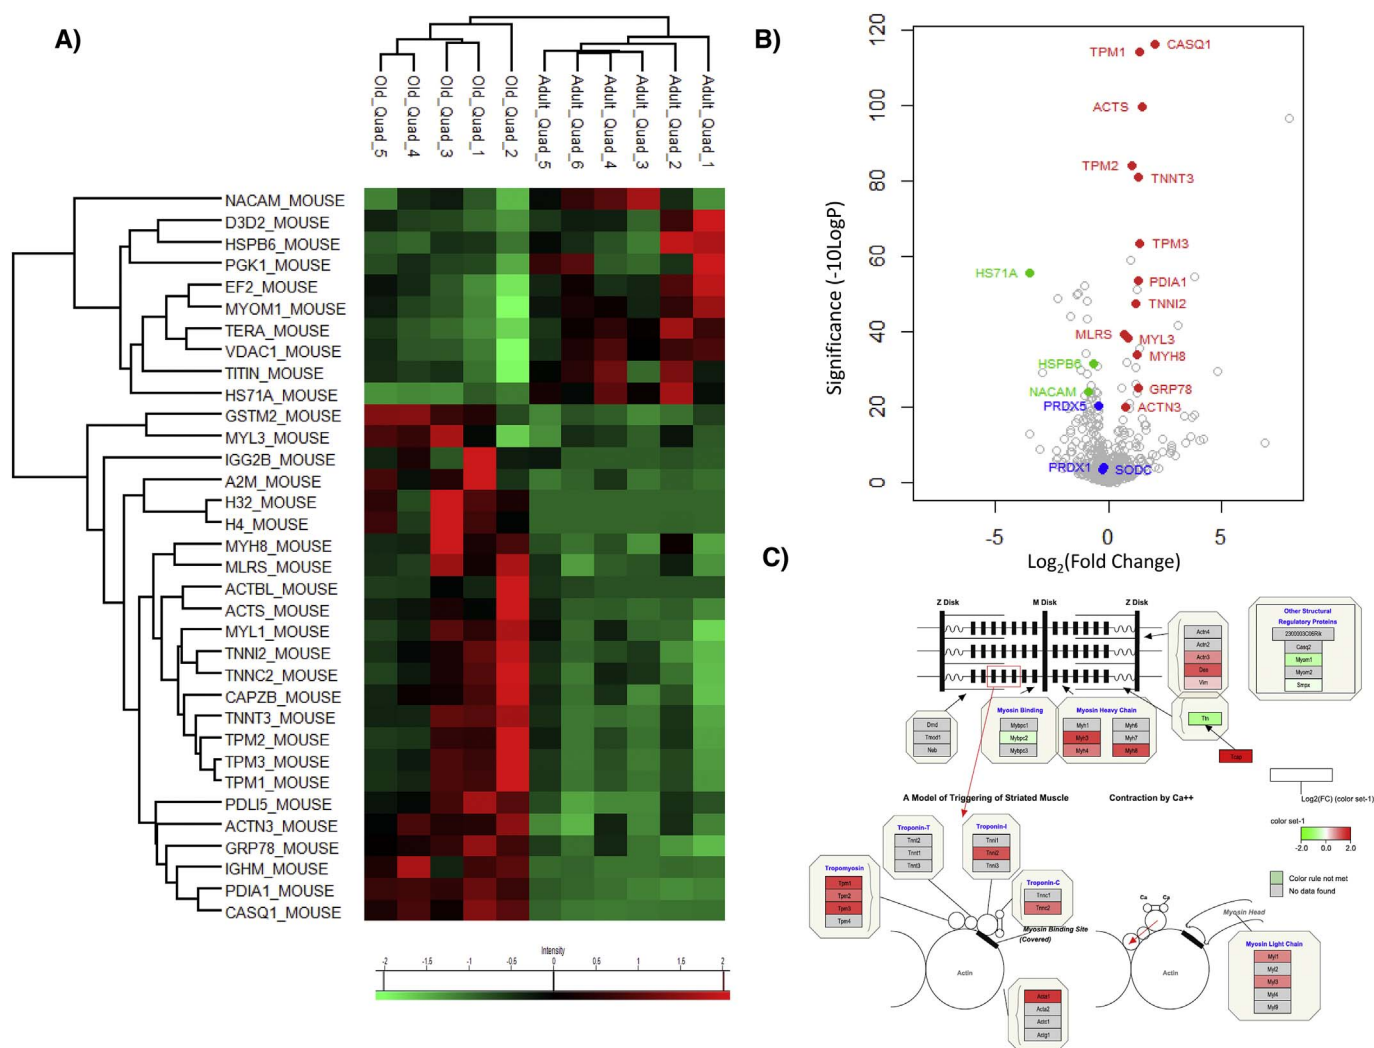 A)
Old_Quad_5
Old_Quad_4
Old_Quad_3
Old_Quad_1
Old_Quad_2
Adult_Quad_5
Adult_Quad_6
Adult_Quad_4
Adult_Quad_3
Adult_Quad_2
Adult_Quad_1
NACAM_MOUSE
D3D2_MOUSE
HSPB6_MOUSE
PGK1_MOUSE
EF2_MOUSE
MYOM1_MOUSE
TERA_MOUSE
VDAC1_MOUSE
TITIN_MOUSE
HS71A_MOUSE
GSTM2_MOUSE
MYL3_MOUSE
IGG2B_MOUSE
A2M_MOUSE
H32_MOUSE
H4_MOUSE
MYH8_MOUSE
MLRS_MOUSE
ACTBL_MOUSE
ACTS_MOUSE
MYL1_MOUSE
TNNI2_MOUSE
TNNC2_MOUSE
CAPZB_MOUSE
TNNT3_MOUSE
TPM2_MOUSE
TPM3_MOUSE
TPM1_MOUSE
PDLI5_MOUSE
ACTN3_MOUSE
GRP78_MOUSE
IGHM_MOUSE
PDIA1_MOUSE
CASQ1_MOUSE
Intensity
-2 -1.5 -1 -0.5 0 0.5 1 1.5 2
B)
Significance (-10LogP)
120
100
80
60
40
20
0
CASQ1
TPM1
ACTS
TPM2
TNNT3
TPM3
HS71A
PDIA1
TNNI2
MLRS
MYL3
MYH8
HSPB6
GRP78
NACAM
PRDX5
ACTN3
PRDX1
SODC
-5 0 5
Log2(Fold Change)
C)
Z Disk M Disk Z Disk
Actn4
Actn2
Actn3
Des
Vim
Other Structural
Regulatory Proteins
2300003C06Rik
Casq2
Myom1
Myom2
Smpx
Dmd
Tmod1
Neb
Myosin Binding
Mybpc1
Mybpc2
Mybpc3
Myosin Heavy Chain
Myh1 Myh6
Myh3 Myh7
Myh4 Myh8
Ttn
Tcap
Log2(FC) (color set-1)
A Model of Triggering of Striated Muscle Contraction by Ca++
color set-1
-2.0 0.0 2.0
Color rule not met
No data found
Troponin-T
Tnnt2
Tnnt1
Tnnt3
Troponin-I
Tnni1
Tnni2
Tnni3
Tropomyosin
Tpm1
Tpm2
Tpm3
Tpm4
Troponin-C
Tnnc1
Tnnc2
Myosin Binding Site
(Covered)
Actin
Acta1
Acta2
Actc1
Actg1
Ca Ca
Myosin Head
Actin
Myosin Light Chain
Myl1
Myl2
Myl3
Myl4
Myl9